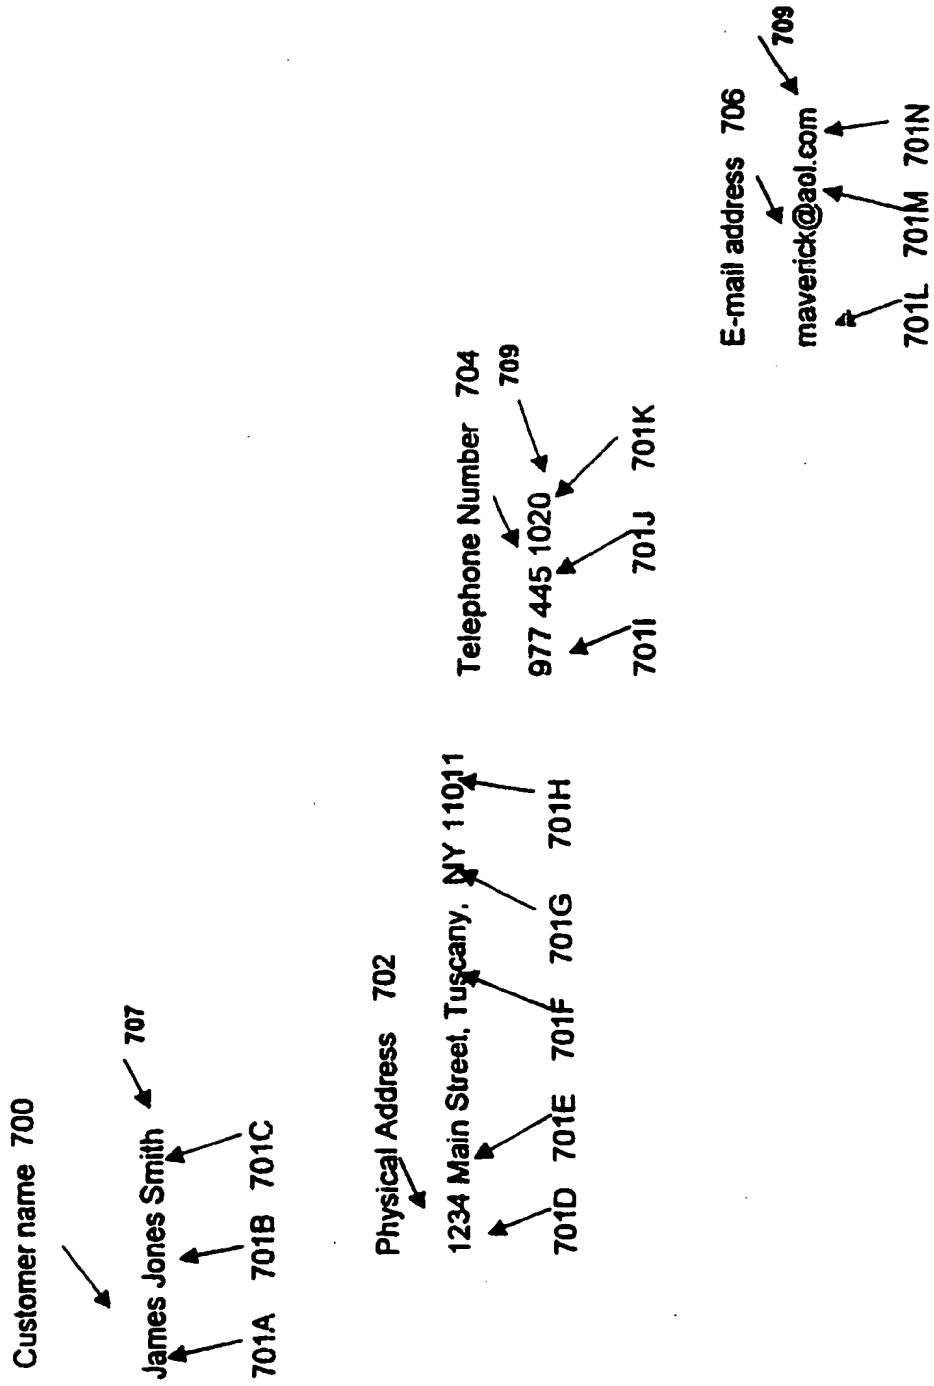 Customer name 700
707
James Jones Smith
701A 701B 701C
Physical Address 702
1234 Main Street, Tuscany, NY 11011
701D 701E 701F 701G 701H
Telephone Number 704
709
977 445 1020
701I 701J 701K
E-mail address 706
709
maverick@aol.com
701L 701M 701N